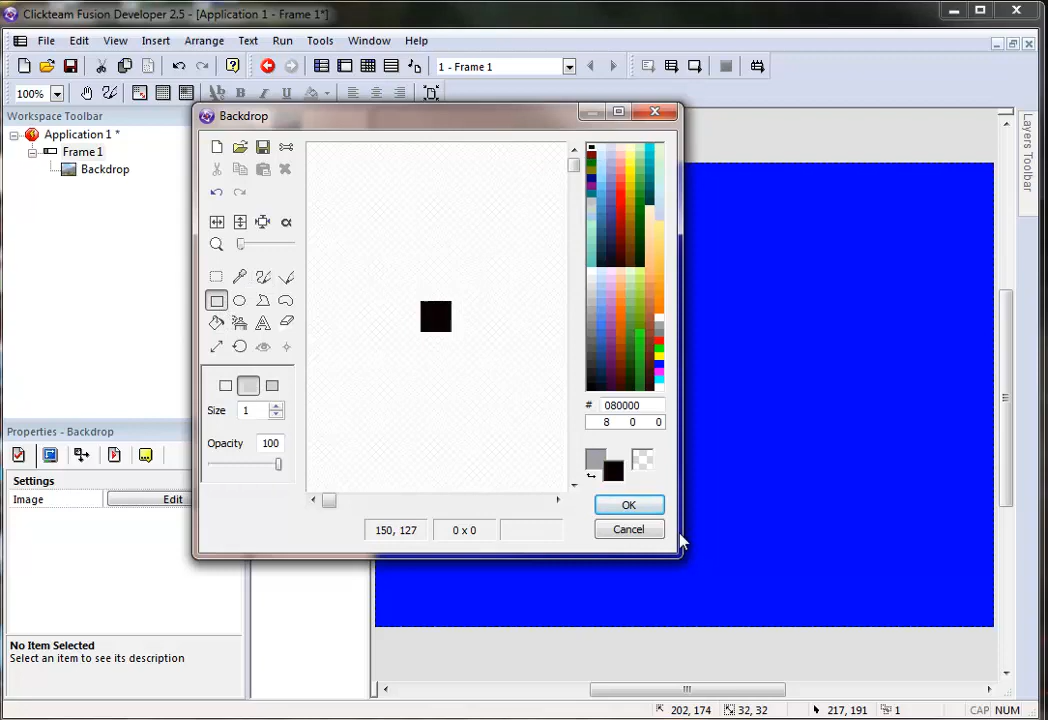 Clickteam Fusion Developer 2.5 - [Application 1 - Frame 1*]
File Edit View Insert Arrange Text Run Tools Window Help
1 - Frame 1
100%
Workspace Toolbar
Application 1 *
Frame 1
Backdrop
Layers Toolbar
Properties - Backdrop
Settings
Image Edit
No Item Selected
Select an item to see its description
Backdrop
Size 1
Opacity 100
# 080000
8 0 0
OK
Cancel
150, 127 0 x 0
202, 174 32, 32 217, 191 1 CAP NUM